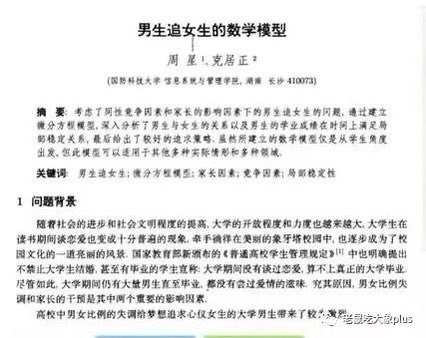 男生追女生的数学模型
周 星¹,克居正²
(国防科技大学 信息系统与管理学院, 湖南 长沙 410073)
摘 要: 考虑了同性竞争因素和家长的影响因素下的男生追女生的问题, 通过建立
微分方程模型, 深入分析了男生与女生的关系以及男生的学业成绩在时间上满足局
部稳定关系, 最后给出了较好的追求策略. 虽然所建立的数学模型仅是从学生角度
出发, 但此模型可以适用于其他多种实际情形和多种领域.
关键词: 男生追女生; 微分方程模型; 家长因素; 竞争因素; 局部稳定性
1 问题背景
随着社会的进步和社会文明程度的提高, 大学的开放程度和力度也越来越大, 大学生在
读书期间谈恋爱也变成十分普遍的现象, 牵手徜徉在美丽的象牙塔校园中, 也逐步成为了校
园文化的一道亮丽的风景. 国家教育部新颁布的《普通高校学生管理规定》[1] 中也明确提出
不禁止大学生结婚, 甚至有毕业的学生宣称: 大学期间没有谈过恋爱, 算不上真正的大学毕业.
尽管如此, 大学期间仍有大量男生直至毕业, 都没有尝过爱情的滋味. 究其原因, 男女比例失
调和家长的干预是其中两个重要的影响因素.
高校中男女比例的失调给梦想追求心仪女生的大学男生带来了较
老鼠吃大象plus